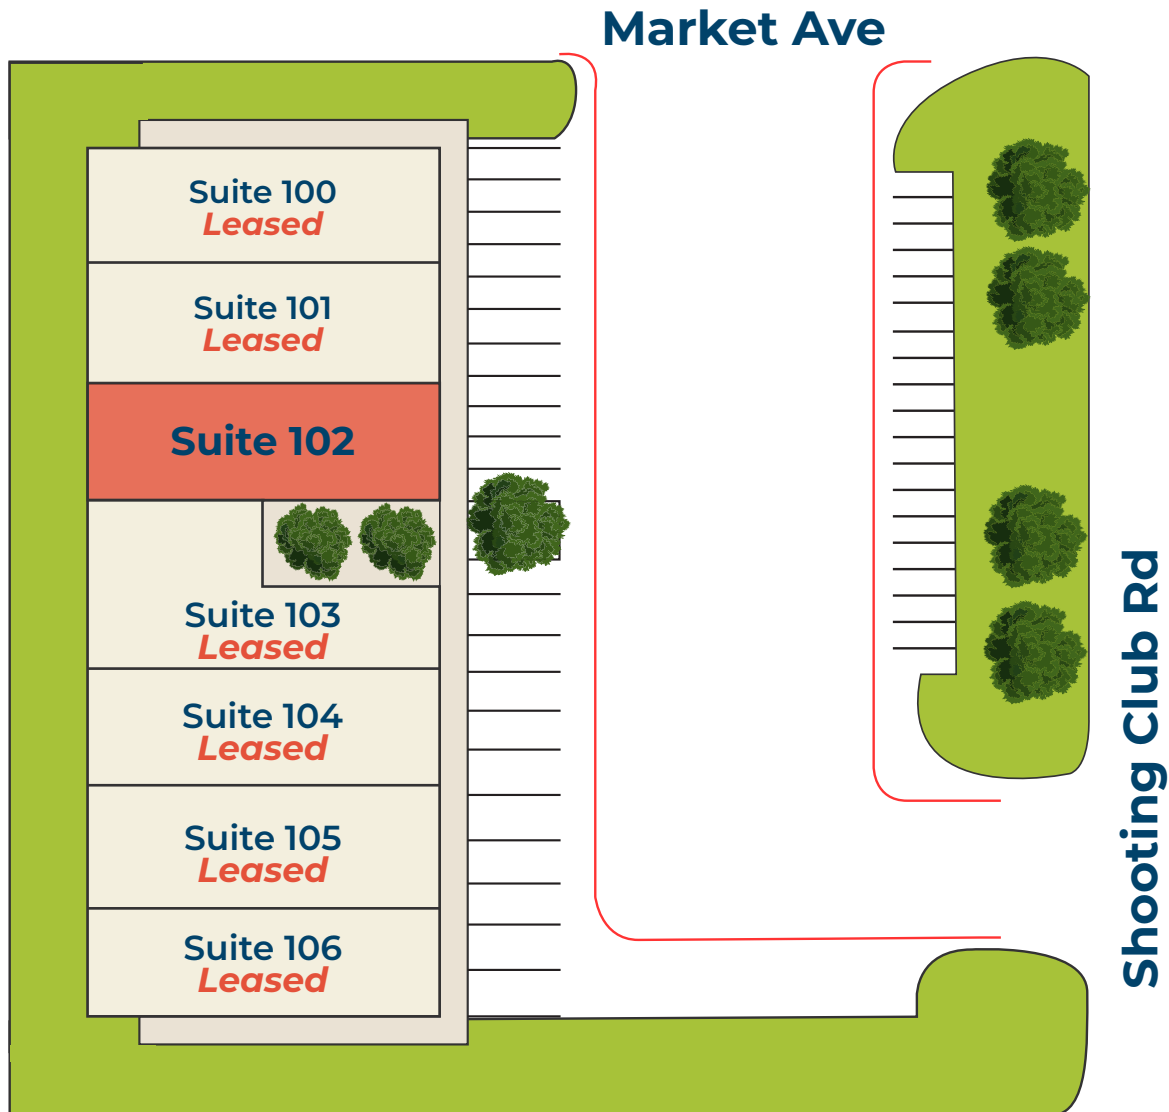 Market Ave
Suite 100
Leased
Suite 101
Leased
Suite 102
Suite 103
Leased
Suite 104
Leased
Suite 105
Leased
Suite 106
Leased
Shooting Club Rd